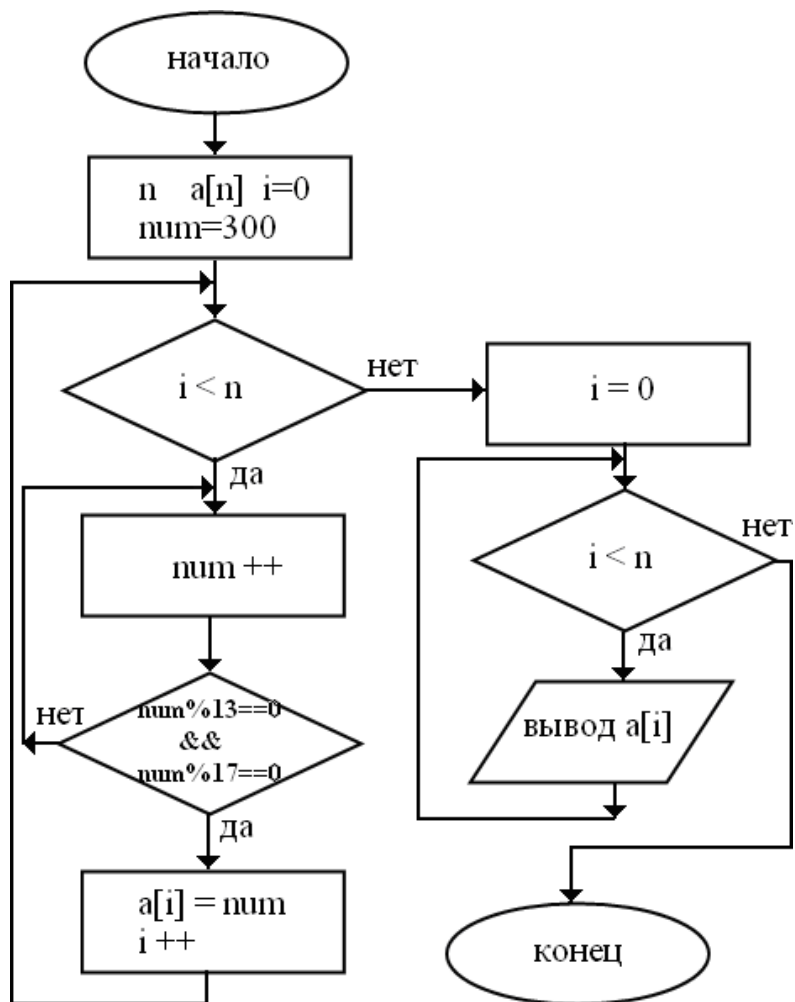 начало
n a[n] i=0
num=300
i < n
нет
да
num ++
num%13==0
&&
num%17==0
нет
да
a[i] = num
i ++
i = 0
i < n
нет
да
вывод a[i]
конец